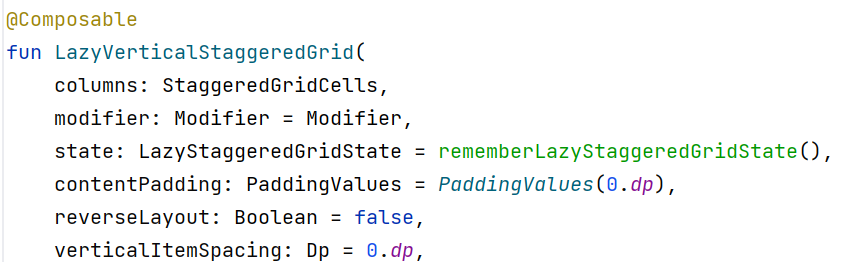 @Composable
fun LazyVerticalStaggeredGrid(
    columns: StaggeredGridCells,
    modifier: Modifier = Modifier,
    state: LazyStaggeredGridState = rememberLazyStaggeredGridState(),
    contentPadding: PaddingValues = PaddingValues(0.dp),
    reverseLayout: Boolean = false,
    verticalItemSpacing: Dp = 0.dp,